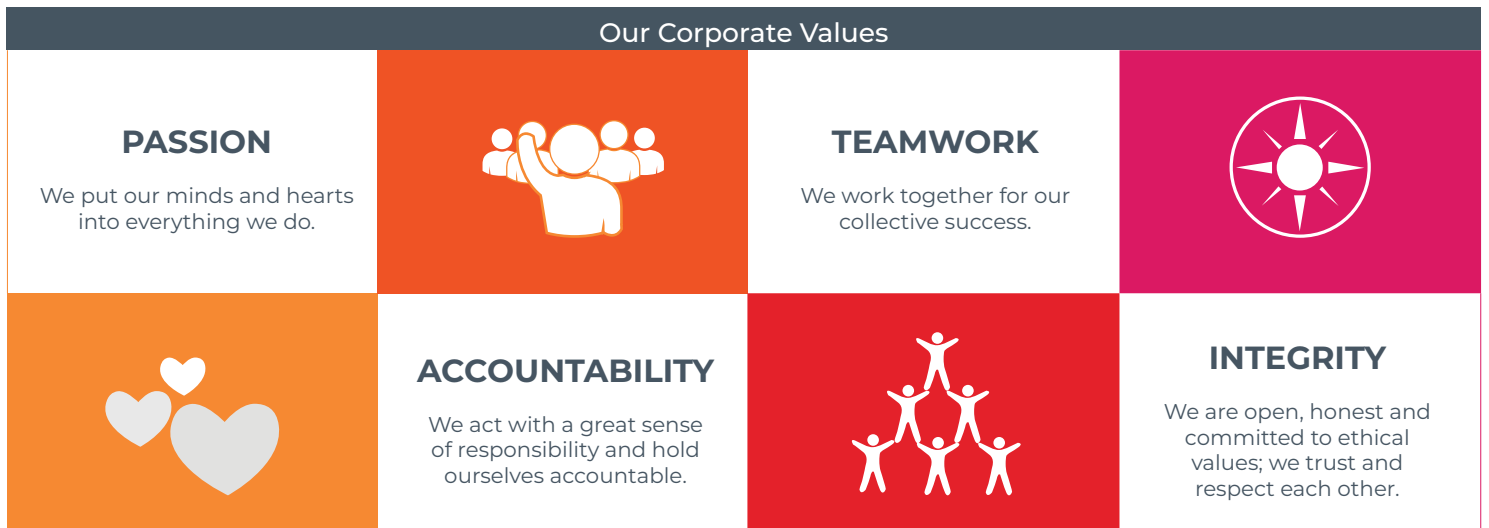 Our Corporate Values
PASSION
We put our minds and hearts
into everything we do.
TEAMWORK
We work together for our
collective success.
ACCOUNTABILITY
We act with a great sense
of responsibility and hold
ourselves accountable.
INTEGRITY
We are open, honest and
committed to ethical
values; we trust and
respect each other.